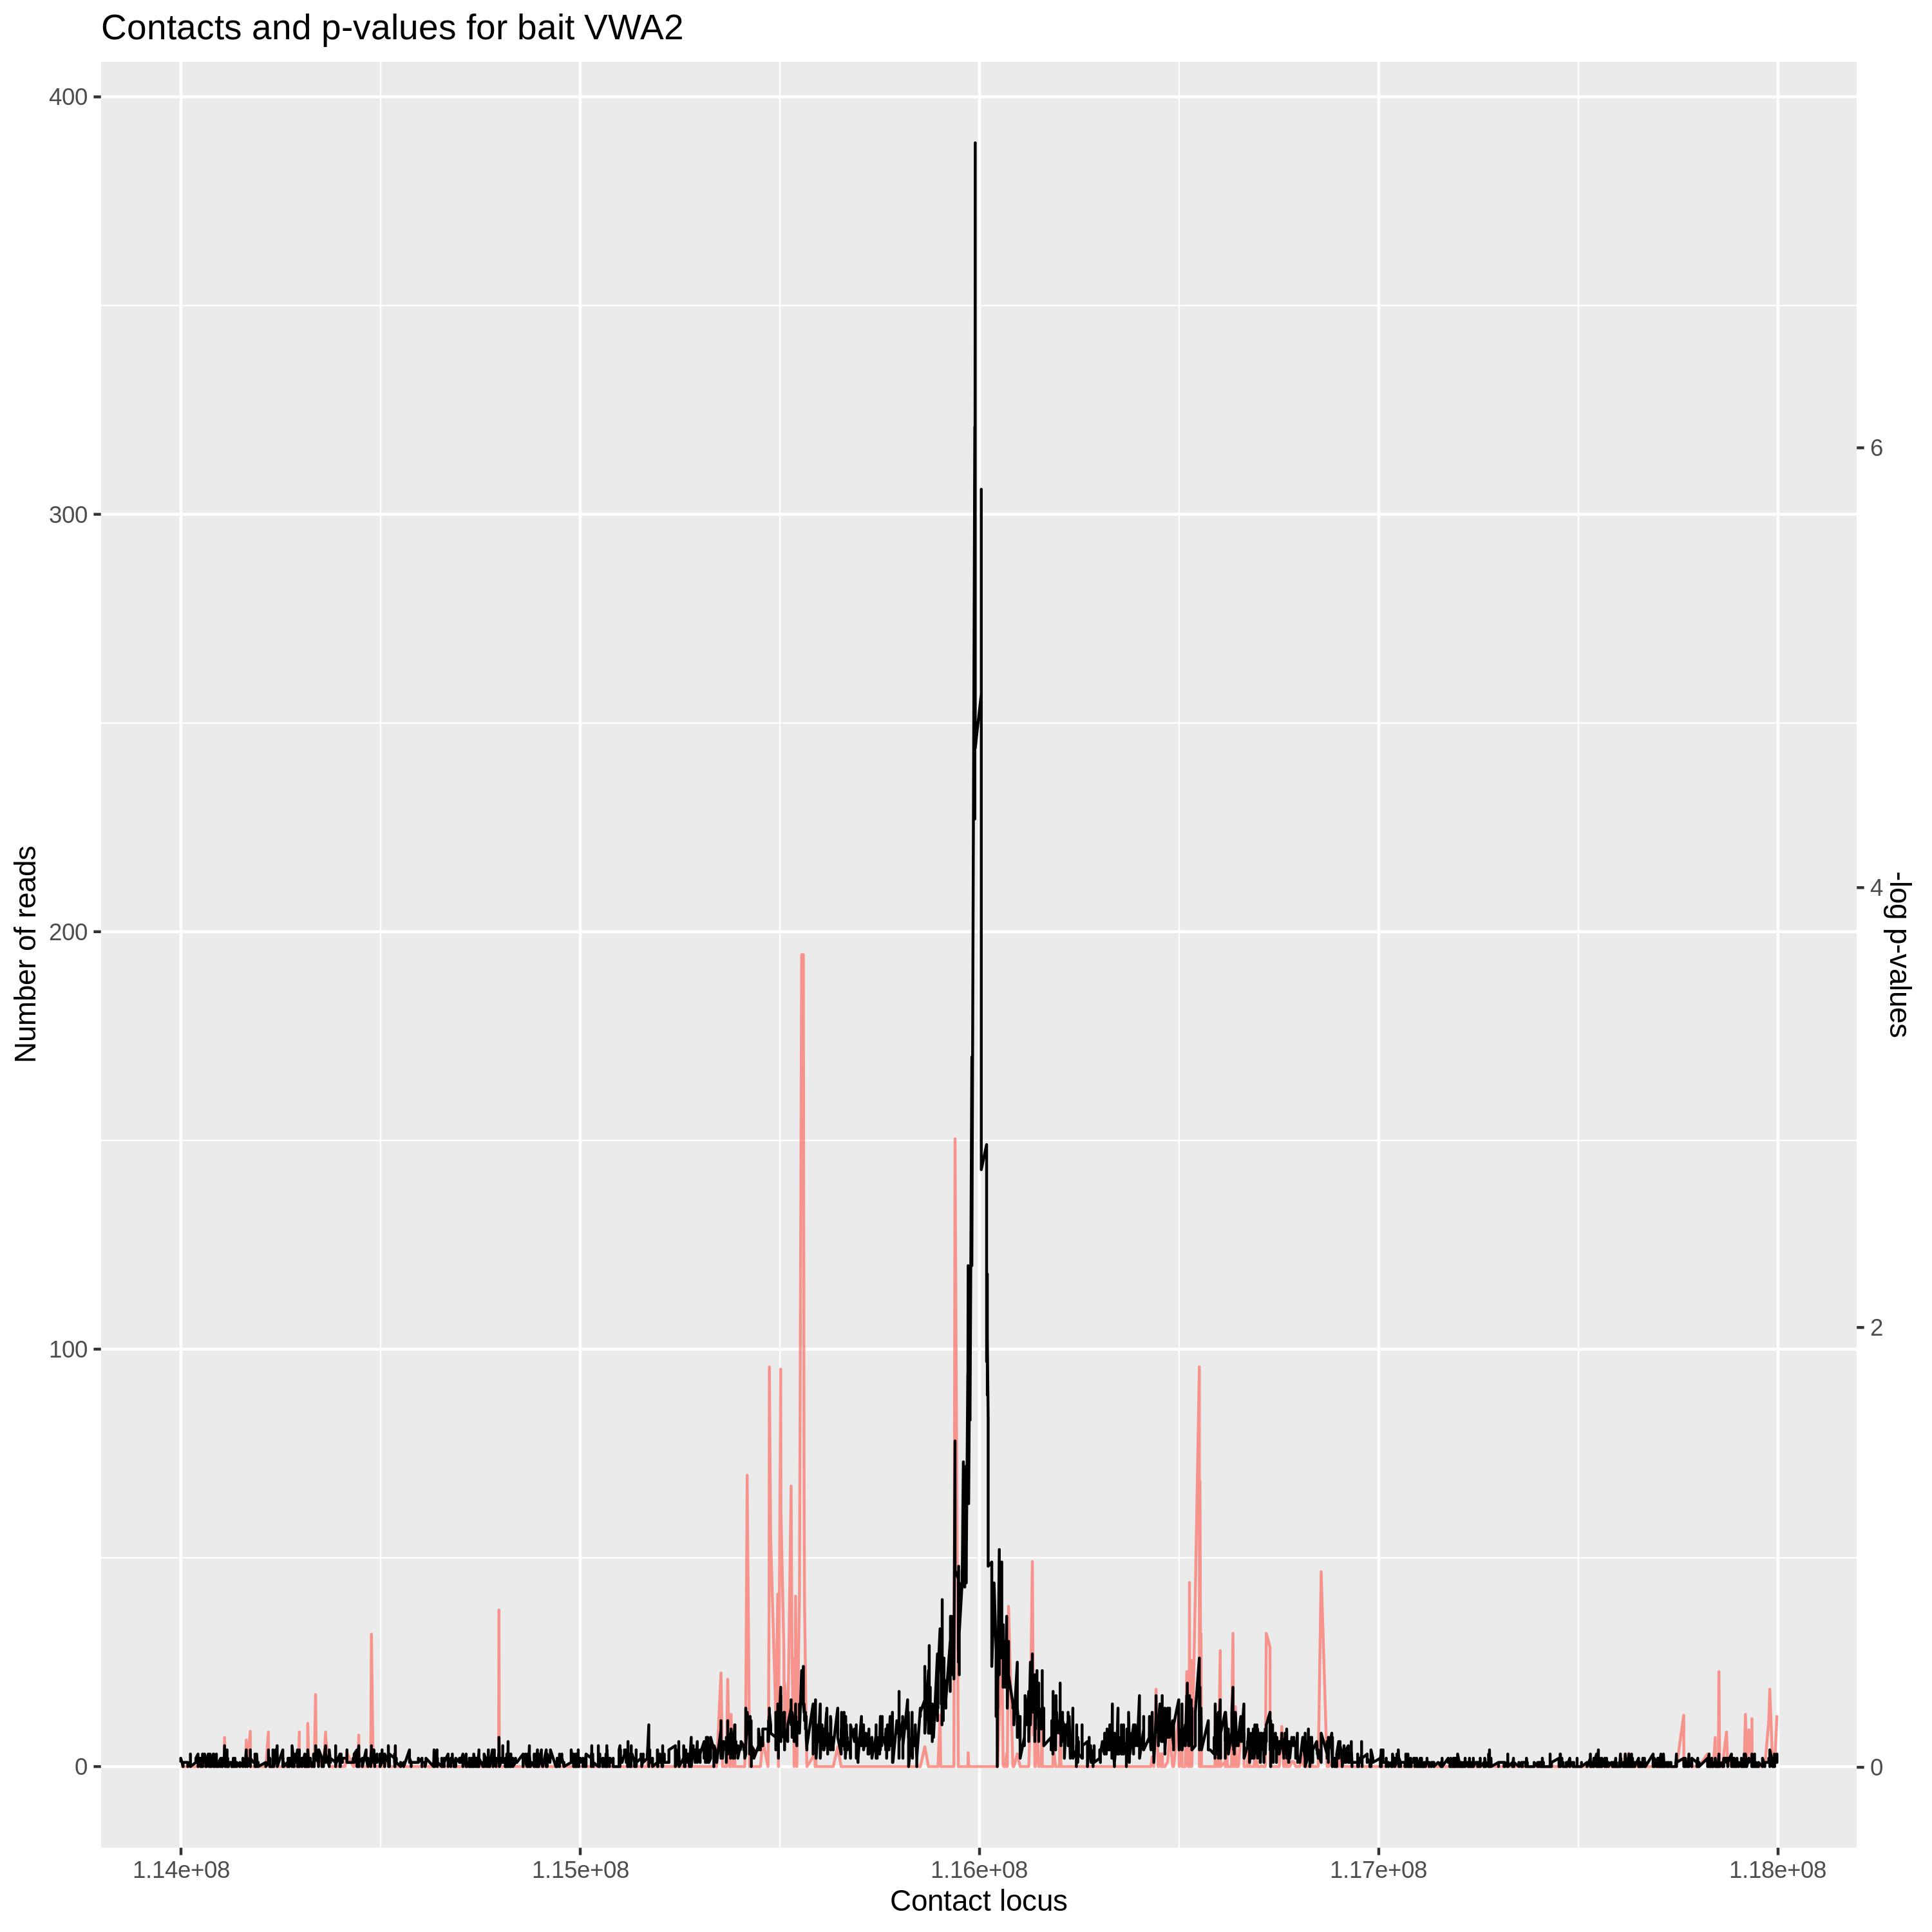 Contacts and p-values for bait VWA2
400
300
200
100
0
Number of reads
6
4
2
0
-log p-values
1.14e+08
1.15e+08
1.16e+08
1.17e+08
1.18e+08
Contact locus